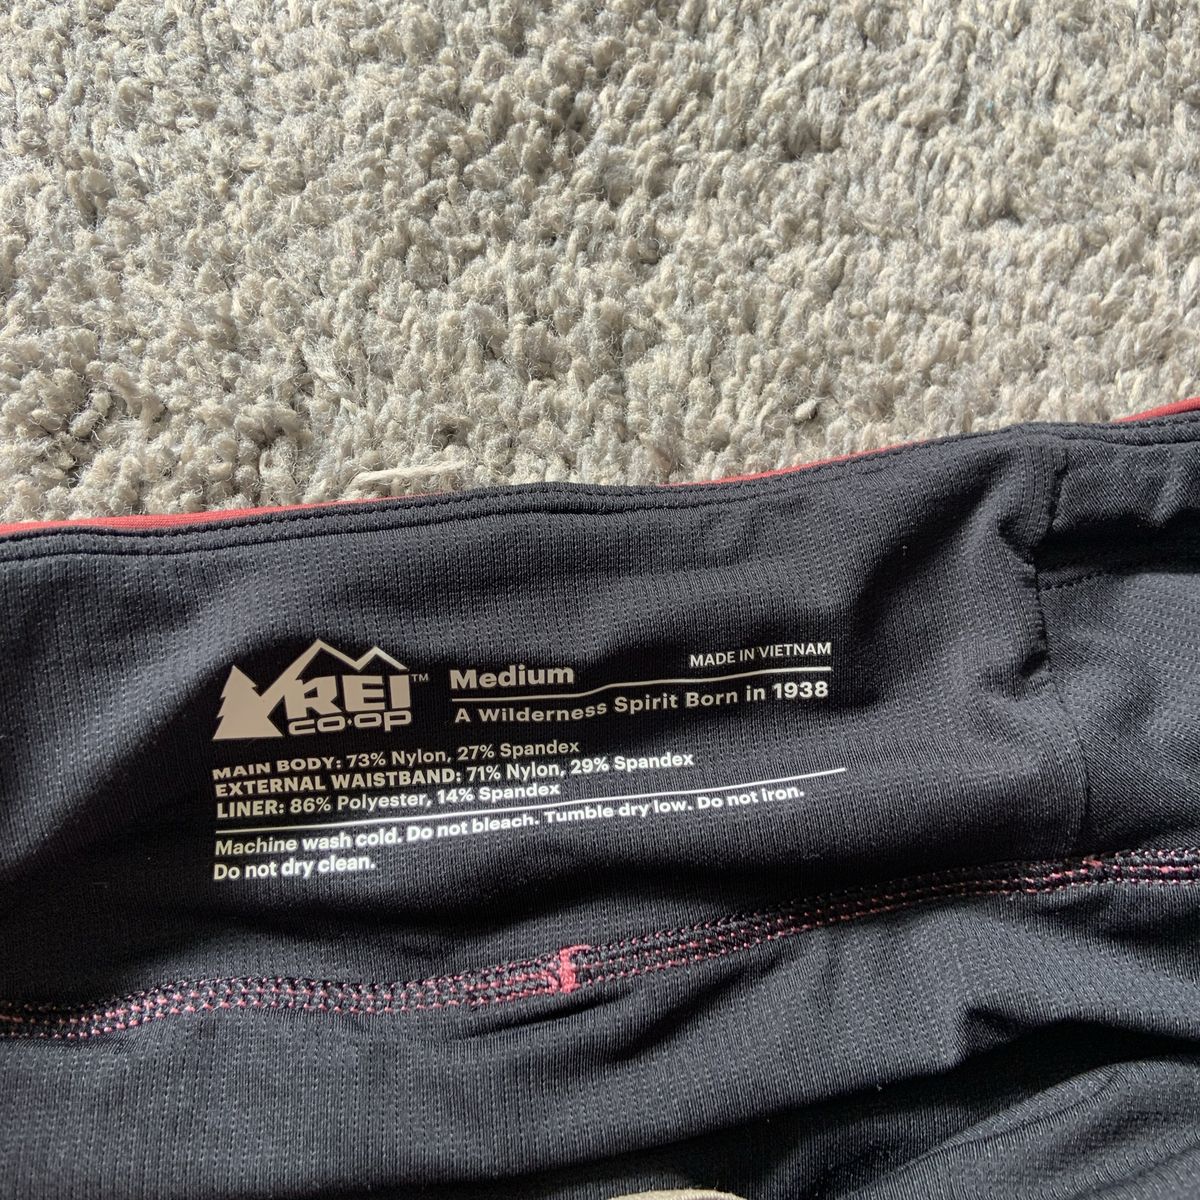 REI™
co·op
Medium
MADE IN VIETNAM
A Wilderness Spirit Born in 1938
MAIN BODY: 73% Nylon, 27% Spandex
EXTERNAL WAISTBAND: 71% Nylon, 29% Spandex
LINER: 86% Polyester, 14% Spandex
Machine wash cold. Do not bleach. Tumble dry low. Do not iron.
Do not dry clean.